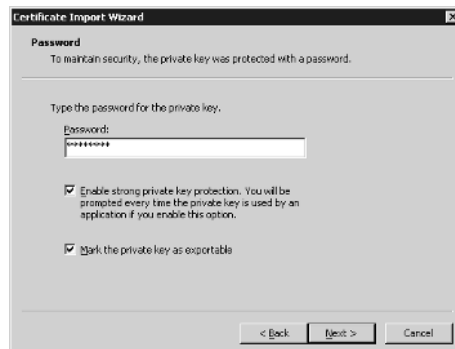 Certificate Import Wizard
Password
To maintain security, the private key was protected with a password.
Type the password for the private key.
Password:
*********
Enable strong private key protection. You will be
prompted every time the private key is used by an
application if you enable this option.
Mark the private key as exportable
< Back Next > Cancel